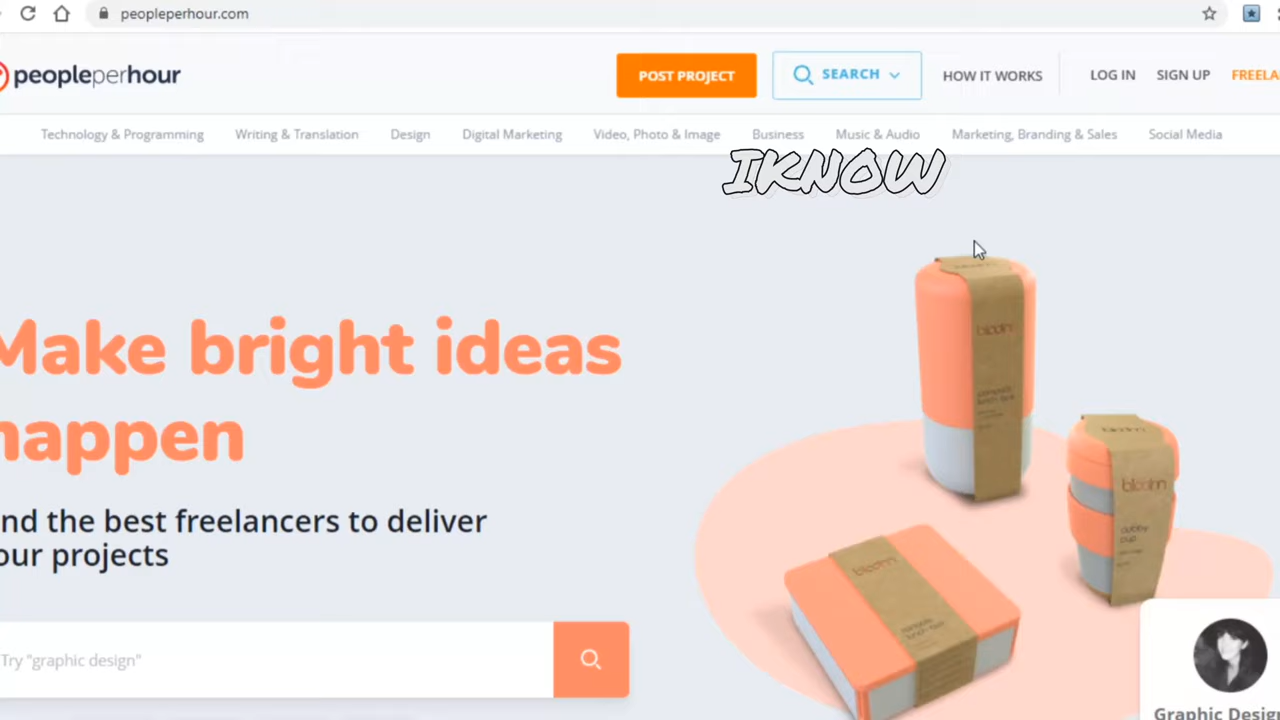 peopleperhour.com
peopleperhour
POST PROJECT
SEARCH
HOW IT WORKS
LOG IN
SIGN UP
FREELA
Technology & Programming
Writing & Translation
Design
Digital Marketing
Video, Photo & Image
Business
Music & Audio
Marketing, Branding & Sales
Social Media
IKNOW
Make bright ideas
happen
nd the best freelancers to deliver
our projects
Try "graphic design"
bloom
bloom
bloom
Graphic Desig